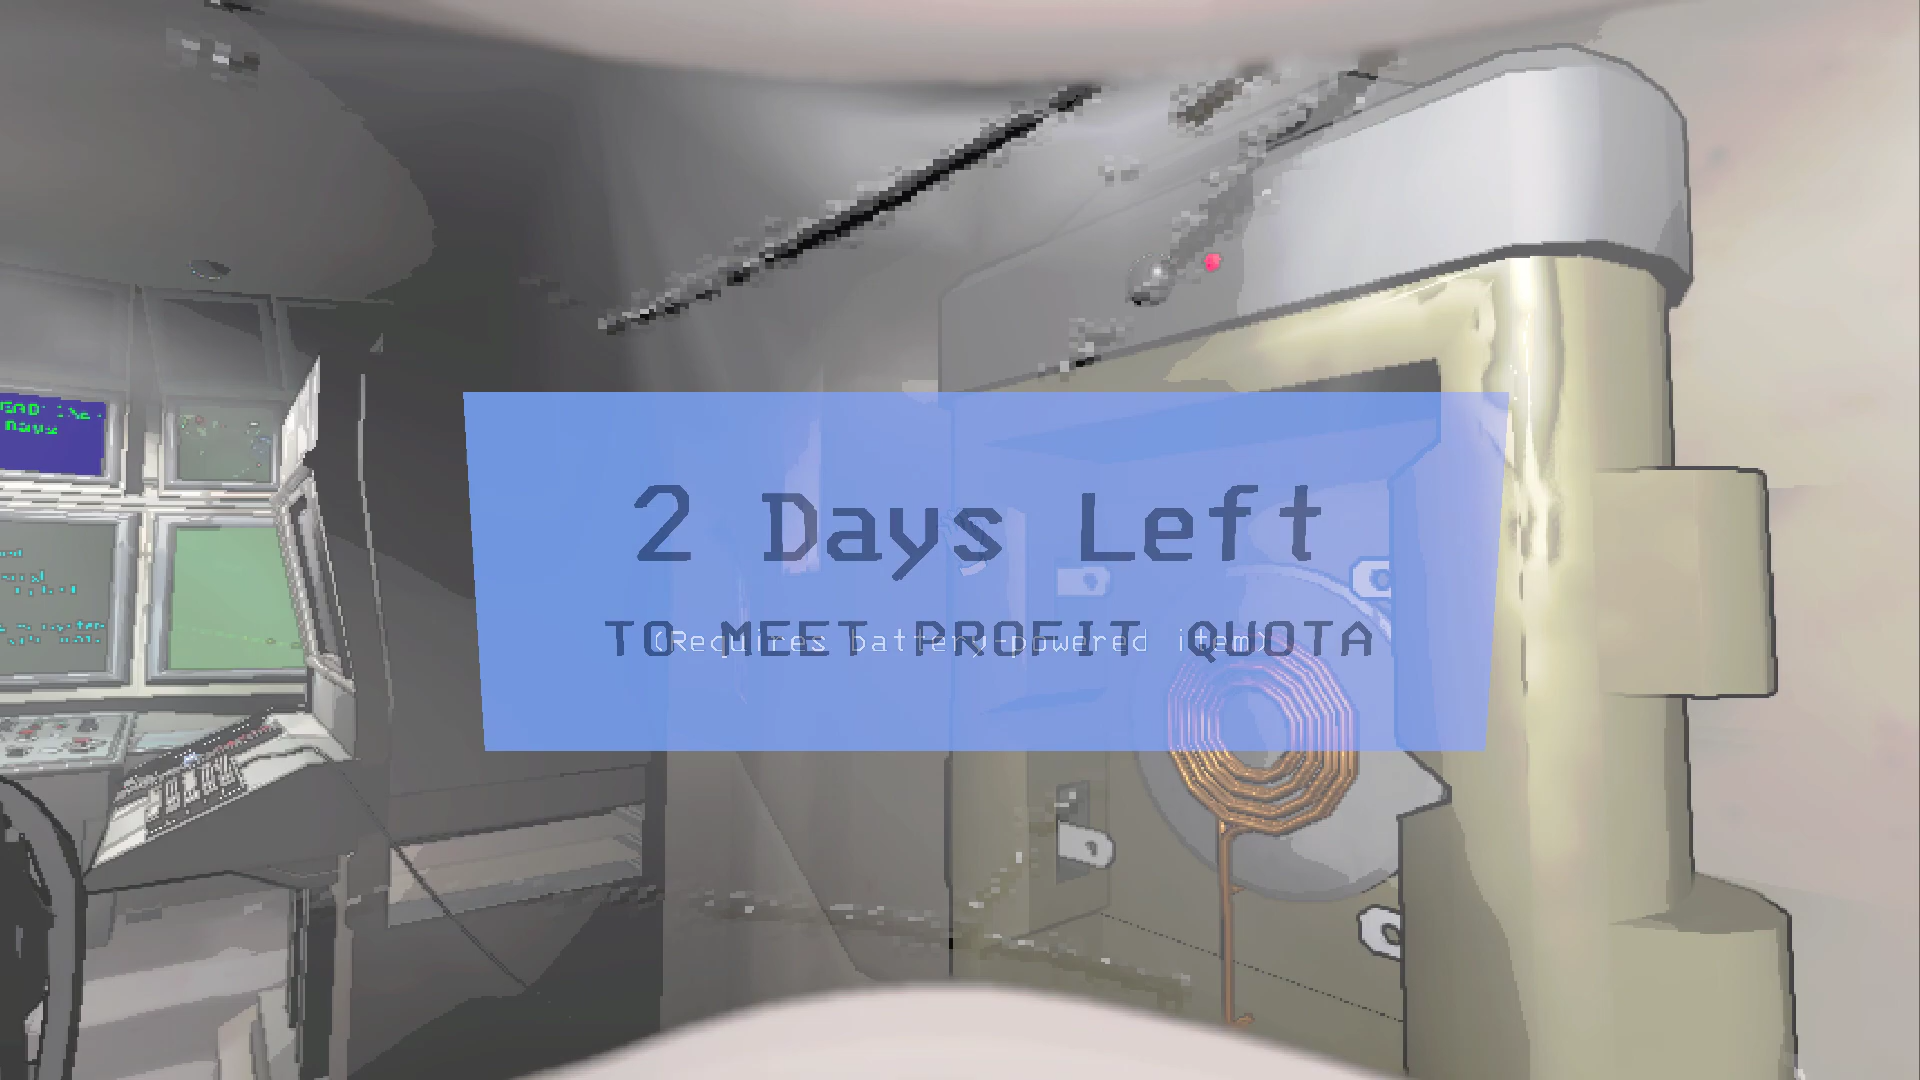 2 Days Left
TO MEET PROFIT QUOTA
(Requires battery-powered item)